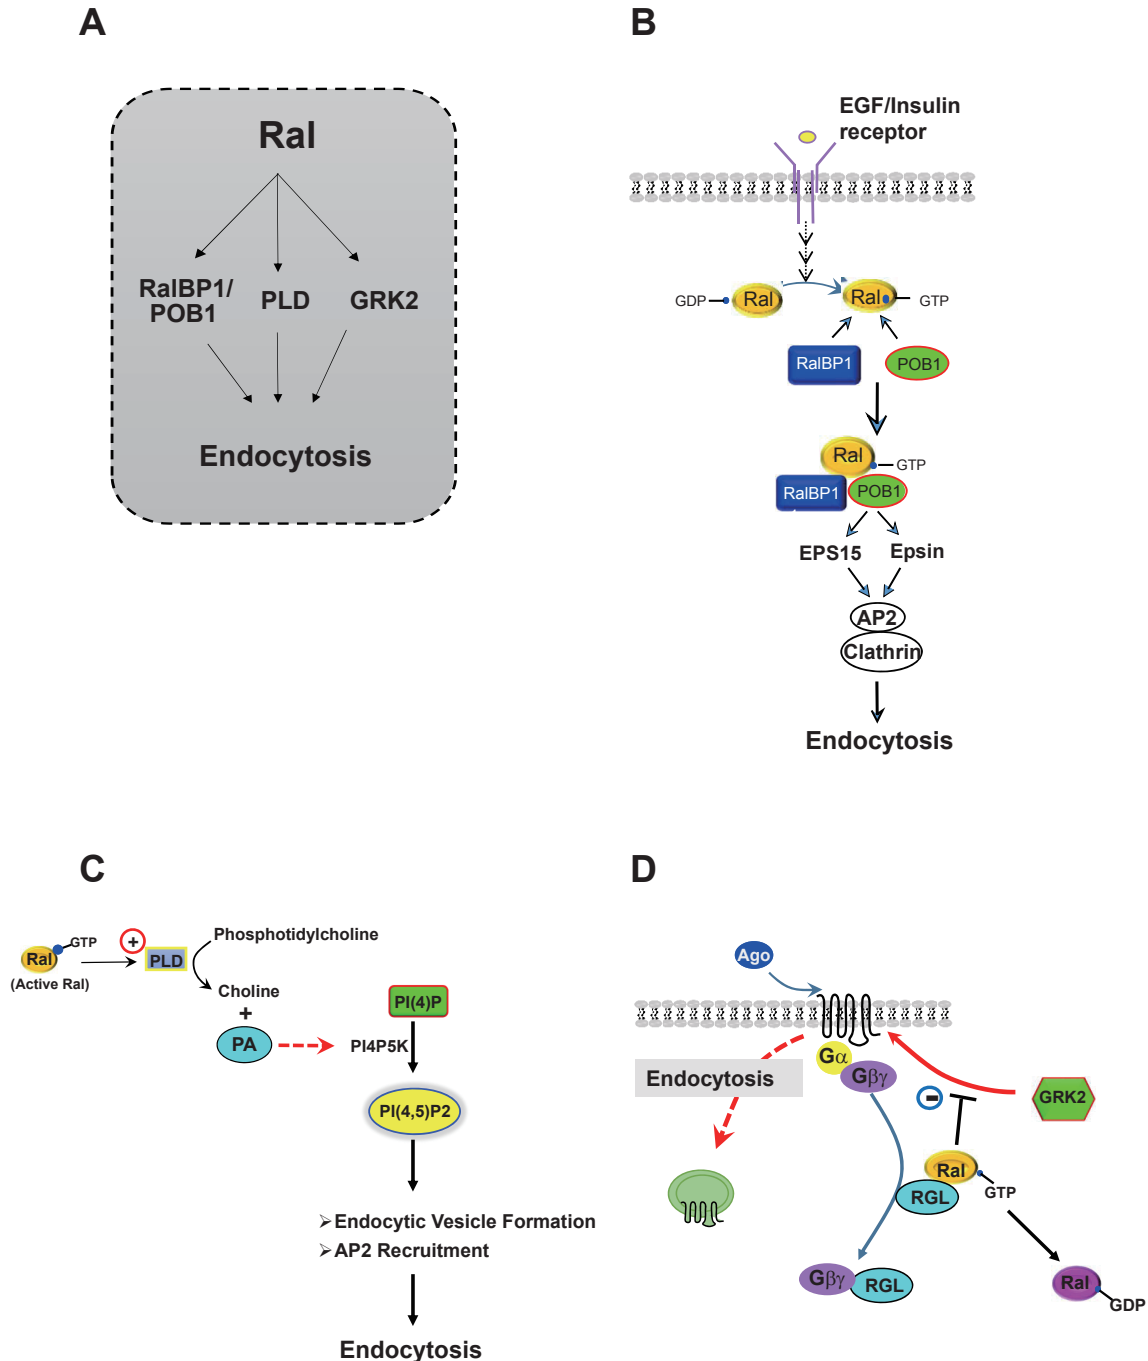 A
Ral
RalBP1/
POB1
PLD
GRK2
Endocytosis
B
EGF/Insulin
receptor
GDP
Ral
Ral
GTP
RalBP1
POB1
Ral
GTP
RalBP1
POB1
EPS15
Epsin
AP2
Clathrin
Endocytosis
C
GTP
Ral
(Active Ral)
+
PLD
Phosphotidylcholine
Choline
+
PA
PI(4)P
PI4P5K
PI(4,5)P2
➢Endocytic Vesicle Formation
➢AP2 Recruitment
Endocytosis
D
Ago
Gα
Gβγ
Endocytosis
-
GRK2
Ral
GTP
RGL
Gβγ
RGL
Ral
GDP